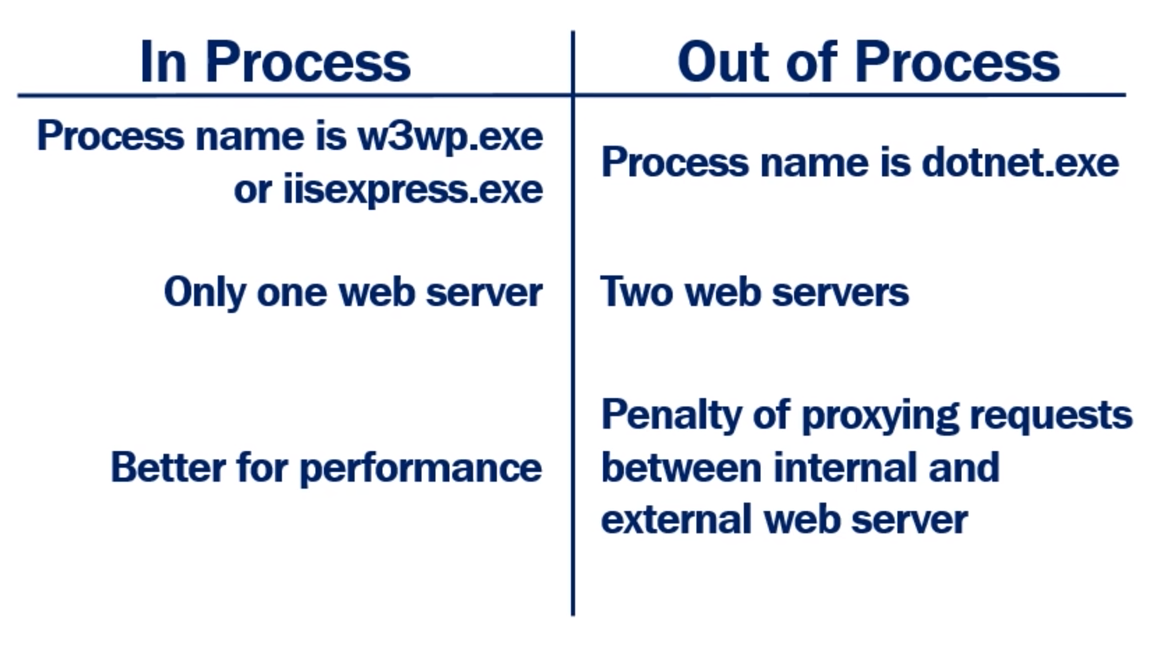 In Process
Out of Process
Process name is w3wp.exe
or iisexpress.exe
Process name is dotnet.exe
Only one web server
Two web servers
Better for performance
Penalty of proxying requests
between internal and
external web server